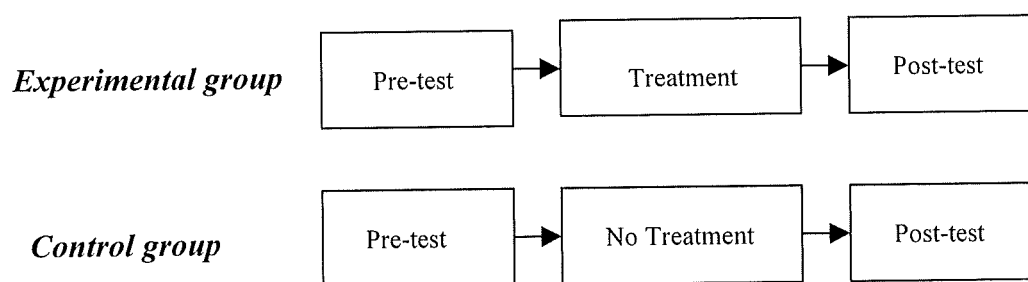 Experimental group
Pre-test
Treatment
Post-test
Control group
Pre-test
No Treatment
Post-test